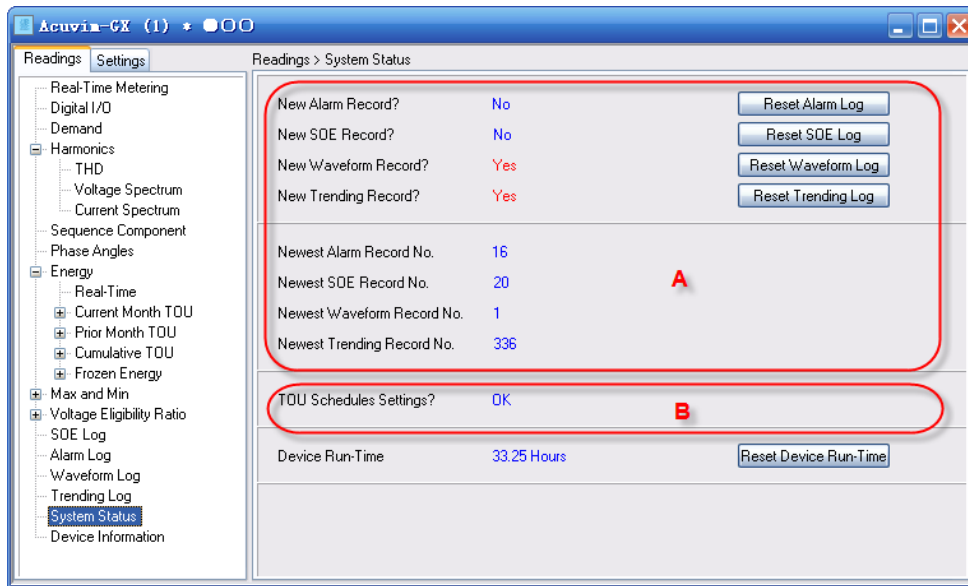 Acuvim-GX (1) *
Readings Settings
Readings > System Status
Real-Time Metering
Digital I/O
Demand
Harmonics
THD
Voltage Spectrum
Current Spectrum
Sequence Component
Phase Angles
Energy
Real-Time
Current Month TOU
Prior Month TOU
Cumulative TOU
Frozen Energy
Max and Min
Voltage Eligibility Ratio
SOE Log
Alarm Log
Waveform Log
Trending Log
System Status
Device Information
New Alarm Record? No Reset Alarm Log
New SOE Record? No Reset SOE Log
New Waveform Record? Yes Reset Waveform Log
New Trending Record? Yes Reset Trending Log
Newest Alarm Record No. 16
Newest SOE Record No. 20
A
Newest Waveform Record No. 1
Newest Trending Record No. 336
TOU Schedules Settings? OK
B
Device Run-Time 33.25 Hours Reset Device Run-Time